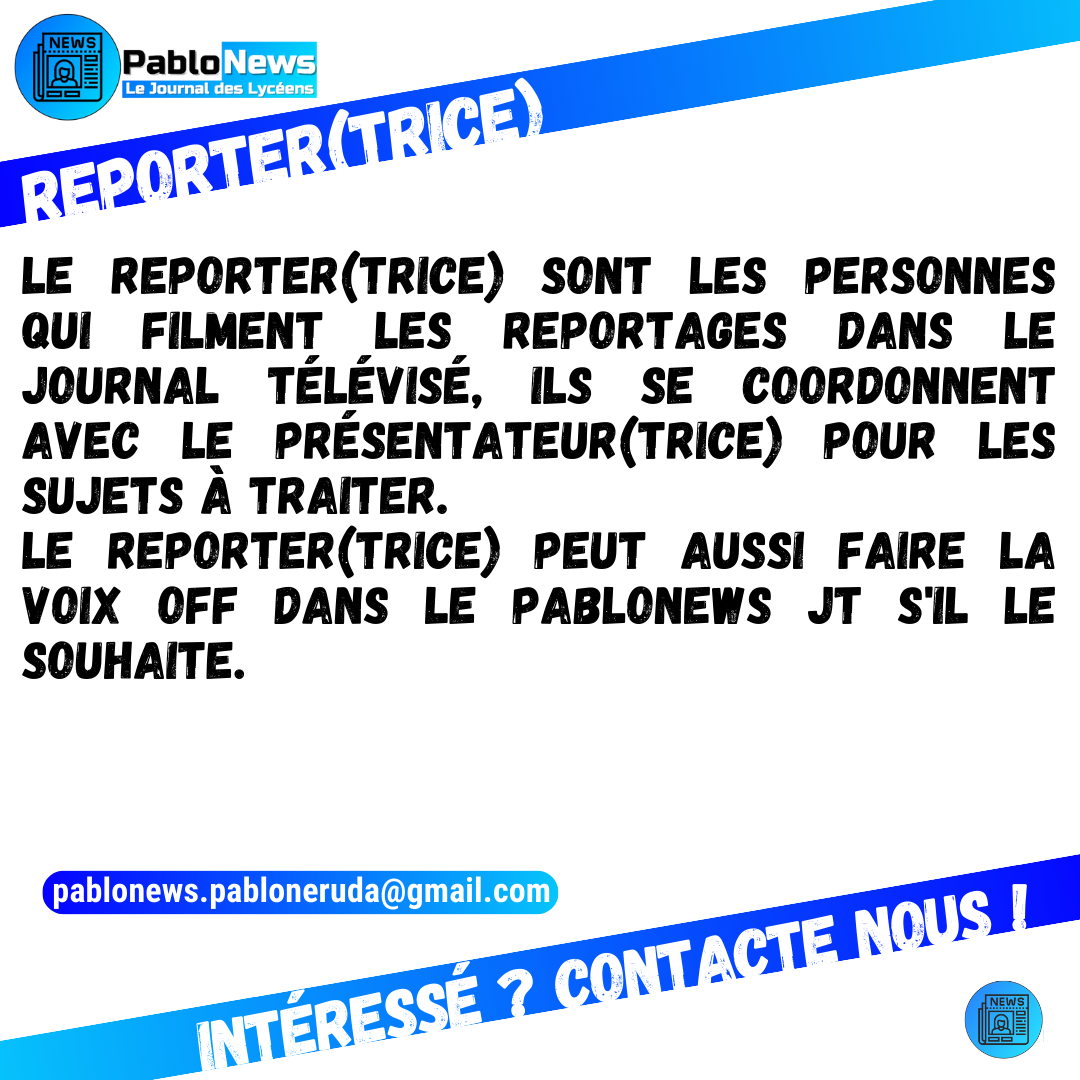 NEWS
PabloNews
Le Journal des Lycéens
REPORTER(TRICE)
LE REPORTER(TRICE) SONT LES PERSONNES
QUI FILMENT LES REPORTAGES DANS LE
JOURNAL TÉLÉVISÉ, ILS SE COORDONNENT
AVEC LE PRÉSENTATEUR(TRICE) POUR LES
SUJETS À TRAITER.
LE REPORTER(TRICE) PEUT AUSSI FAIRE LA
VOIX OFF DANS LE PABLONEWS JT S'IL LE
SOUHAITE.
pablonews.pabloneruda@gmail.com
INTÉRESSÉ ? CONTACTE NOUS !
NEWS